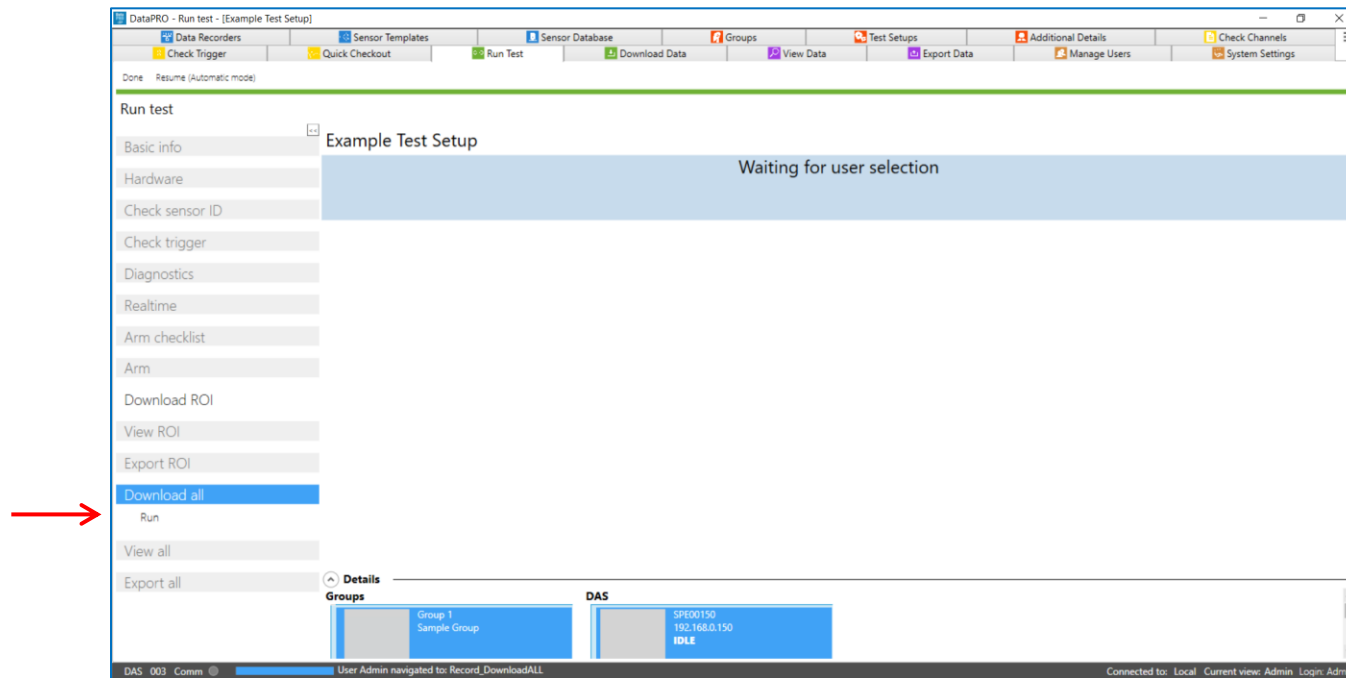 DataPRO - Run test - [Example Test Setup]
Data Recorders Sensor Templates Sensor Database Groups Test Setups Additional Details Check Channels
Check Trigger Quick Checkout Run Test Download Data View Data Export Data Manage Users System Settings
Done Resume (Automatic mode)
Run test
<<
Example Test Setup
Basic info
Waiting for user selection
Hardware
Check sensor ID
Check trigger
Diagnostics
Realtime
Arm checklist
Arm
Download ROI
View ROI
Export ROI
Download all
Run
View all
Export all
Details
Groups DAS
Group 1
Sample Group
SPE00150
192.168.0.150
IDLE
DAS 003 Comm User Admin navigated to: Record_DownloadALL Connected to: Local Current view: Admin Login: Adm